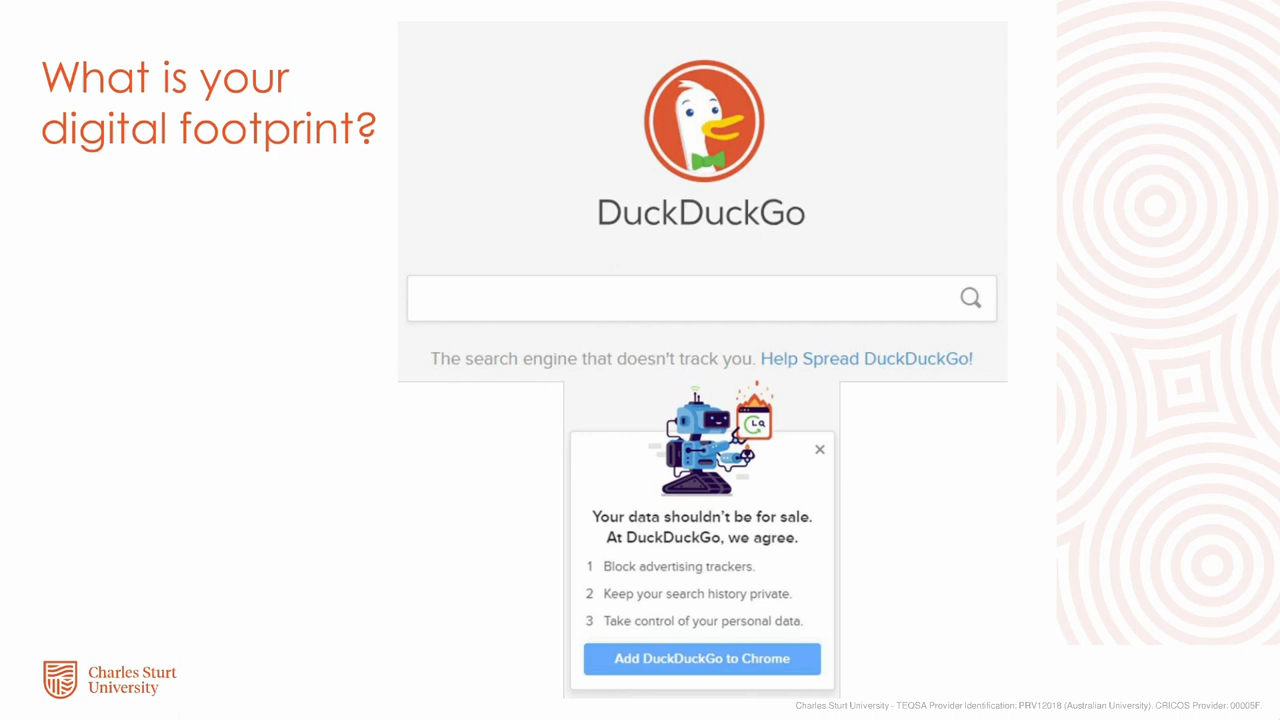 What is your
digital footprint?
DuckDuckGo
The search engine that doesn't track you. Help Spread DuckDuckGo!
Your data shouldn't be for sale.
At DuckDuckGo, we agree.
1 Block advertising trackers.
2 Keep your search history private.
3 Take control of your personal data.
Add DuckDuckGo to Chrome
Charles Sturt
University
Charles Sturt University - TEQSA Provider Identification: PRV12018 (Australian University). CRICOS Provider: 00005F.